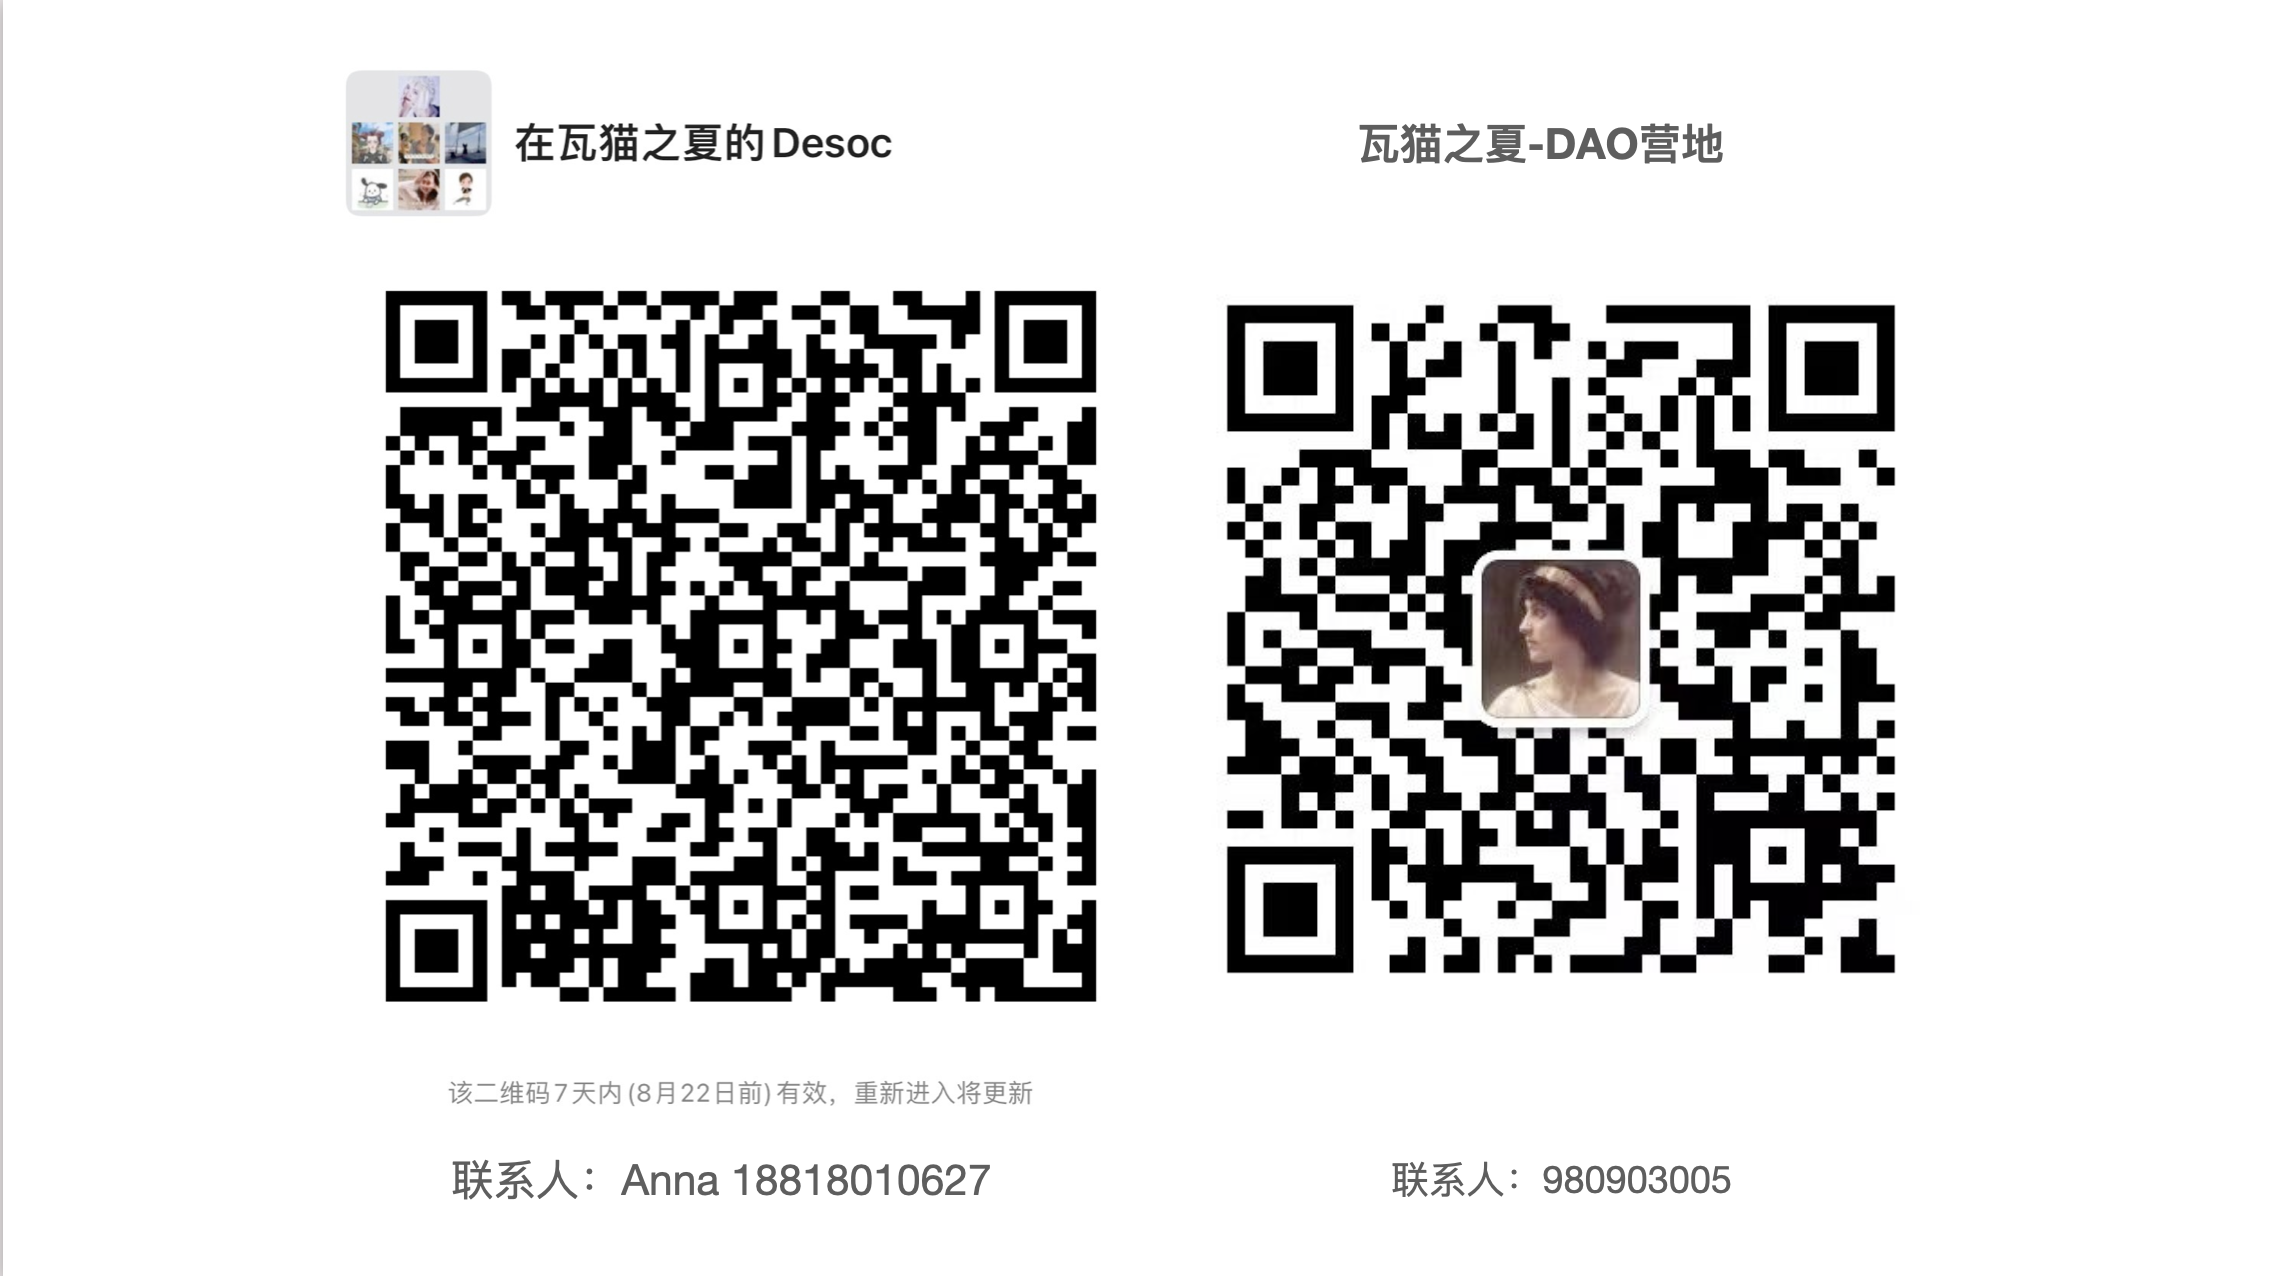 在瓦猫之夏的Desoc
瓦猫之夏-DAO营地
该二维码7天内(8月22日前)有效，重新进入将更新
联系人：Anna 18818010627
联系人：980903005